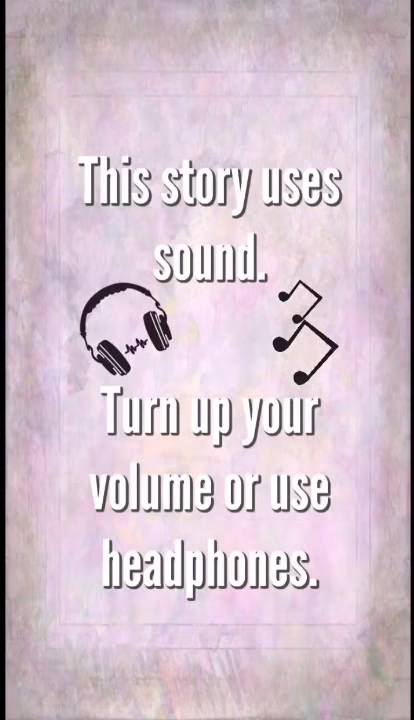 This story uses
sound.
Turn up your
volume or use
headphones.